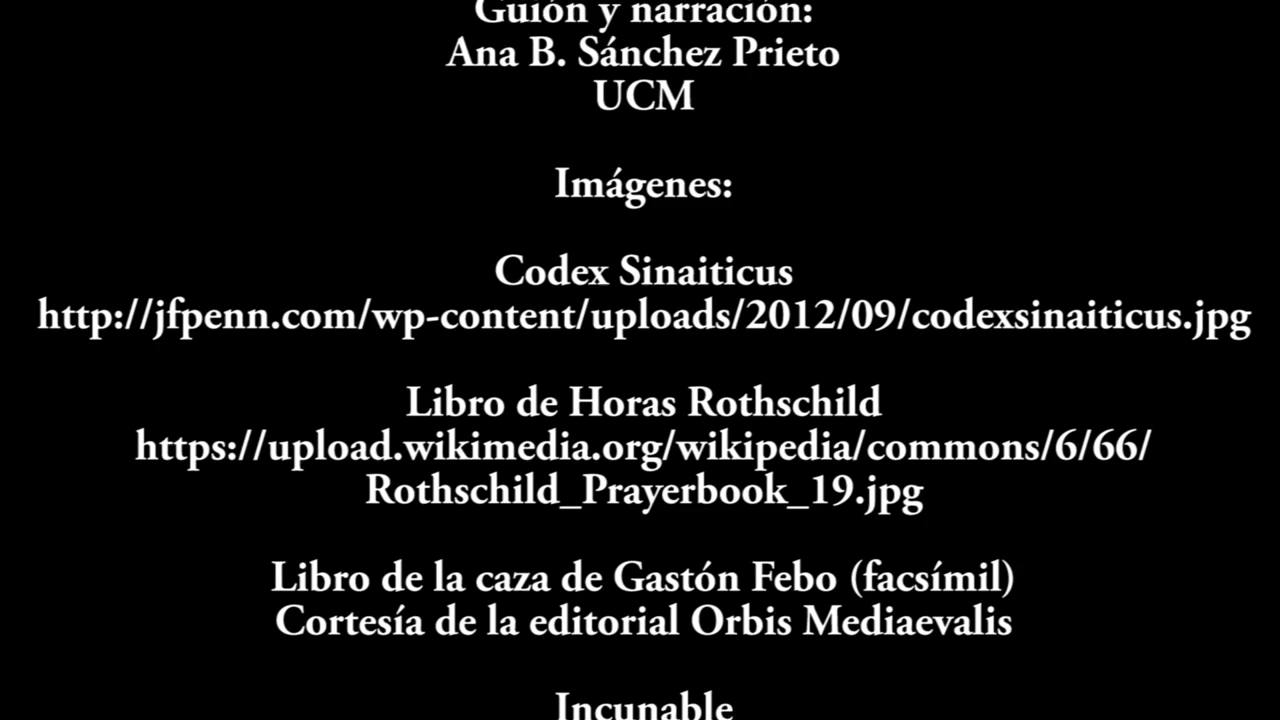 Guión y narración:
Ana B. Sánchez Prieto
UCM
Imágenes:
Codex Sinaiticus
http://jfpenn.com/wp-content/uploads/2012/09/codexsinaiticus.jpg
Libro de Horas Rothschild
https://upload.wikimedia.org/wikipedia/commons/6/66/
Rothschild_Prayerbook_19.jpg
Libro de la caza de Gastón Febo (facsímil)
Cortesía de la editorial Orbis Mediaevalis
Incunable